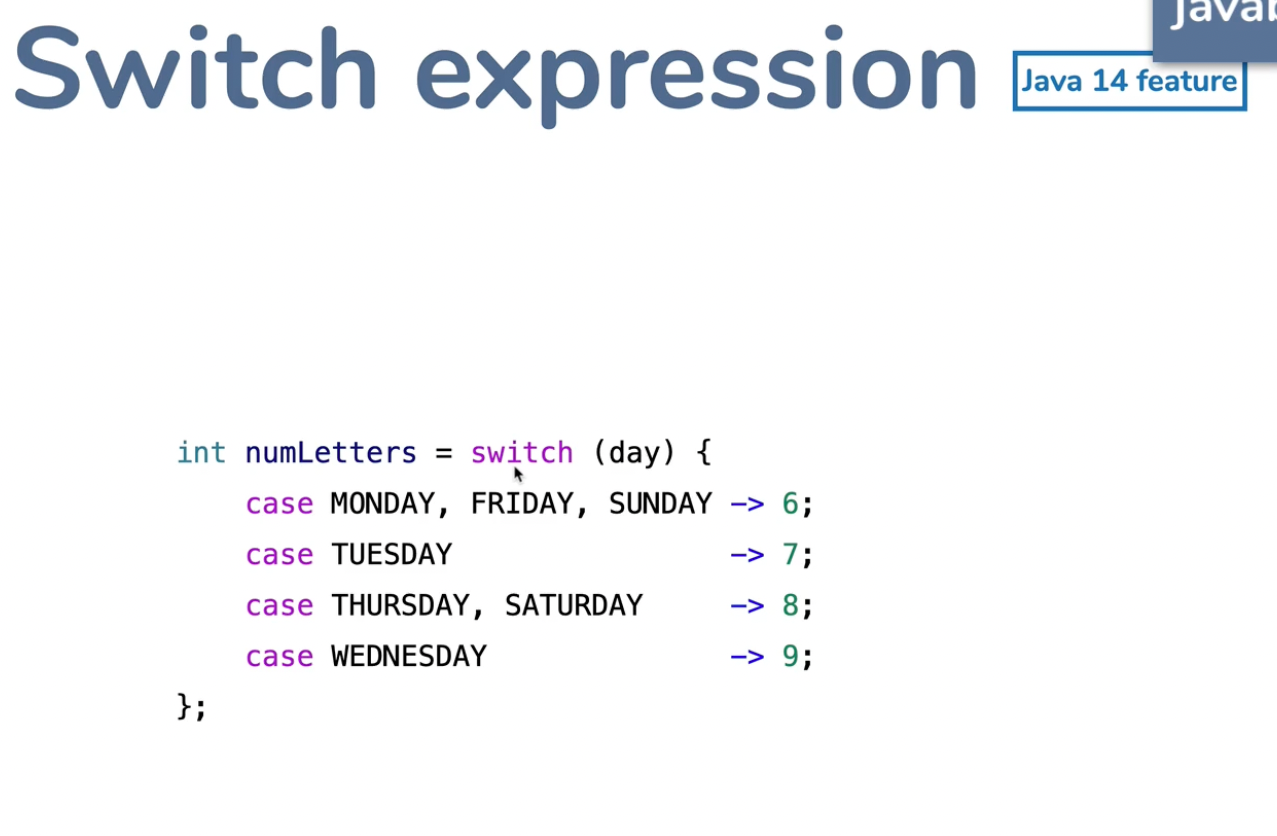 Switch expression
Java 14 feature
int numLetters = switch (day) {
    case MONDAY, FRIDAY, SUNDAY -> 6;
    case TUESDAY                -> 7;
    case THURSDAY, SATURDAY     -> 8;
    case WEDNESDAY              -> 9;
};